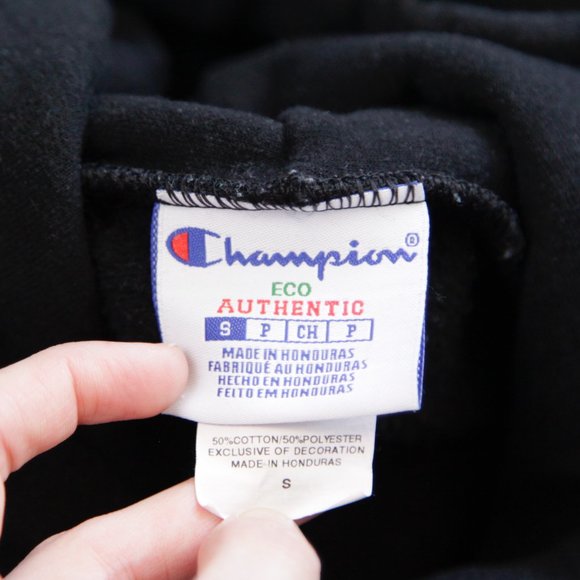 Champion®
ECO
AUTHENTIC
S P CH P
MADE IN HONDURAS
FABRIQUÉ AU HONDURAS
HECHO EN HONDURAS
FEITO EM HONDURAS
50%COTTON/50%POLYESTER
EXCLUSIVE OF DECORATION
MADE IN HONDURAS
S